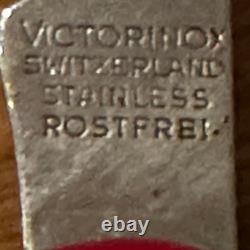 VICTORINOX
SWITZERLAND
STAINLESS
ROSTFREI
ebay